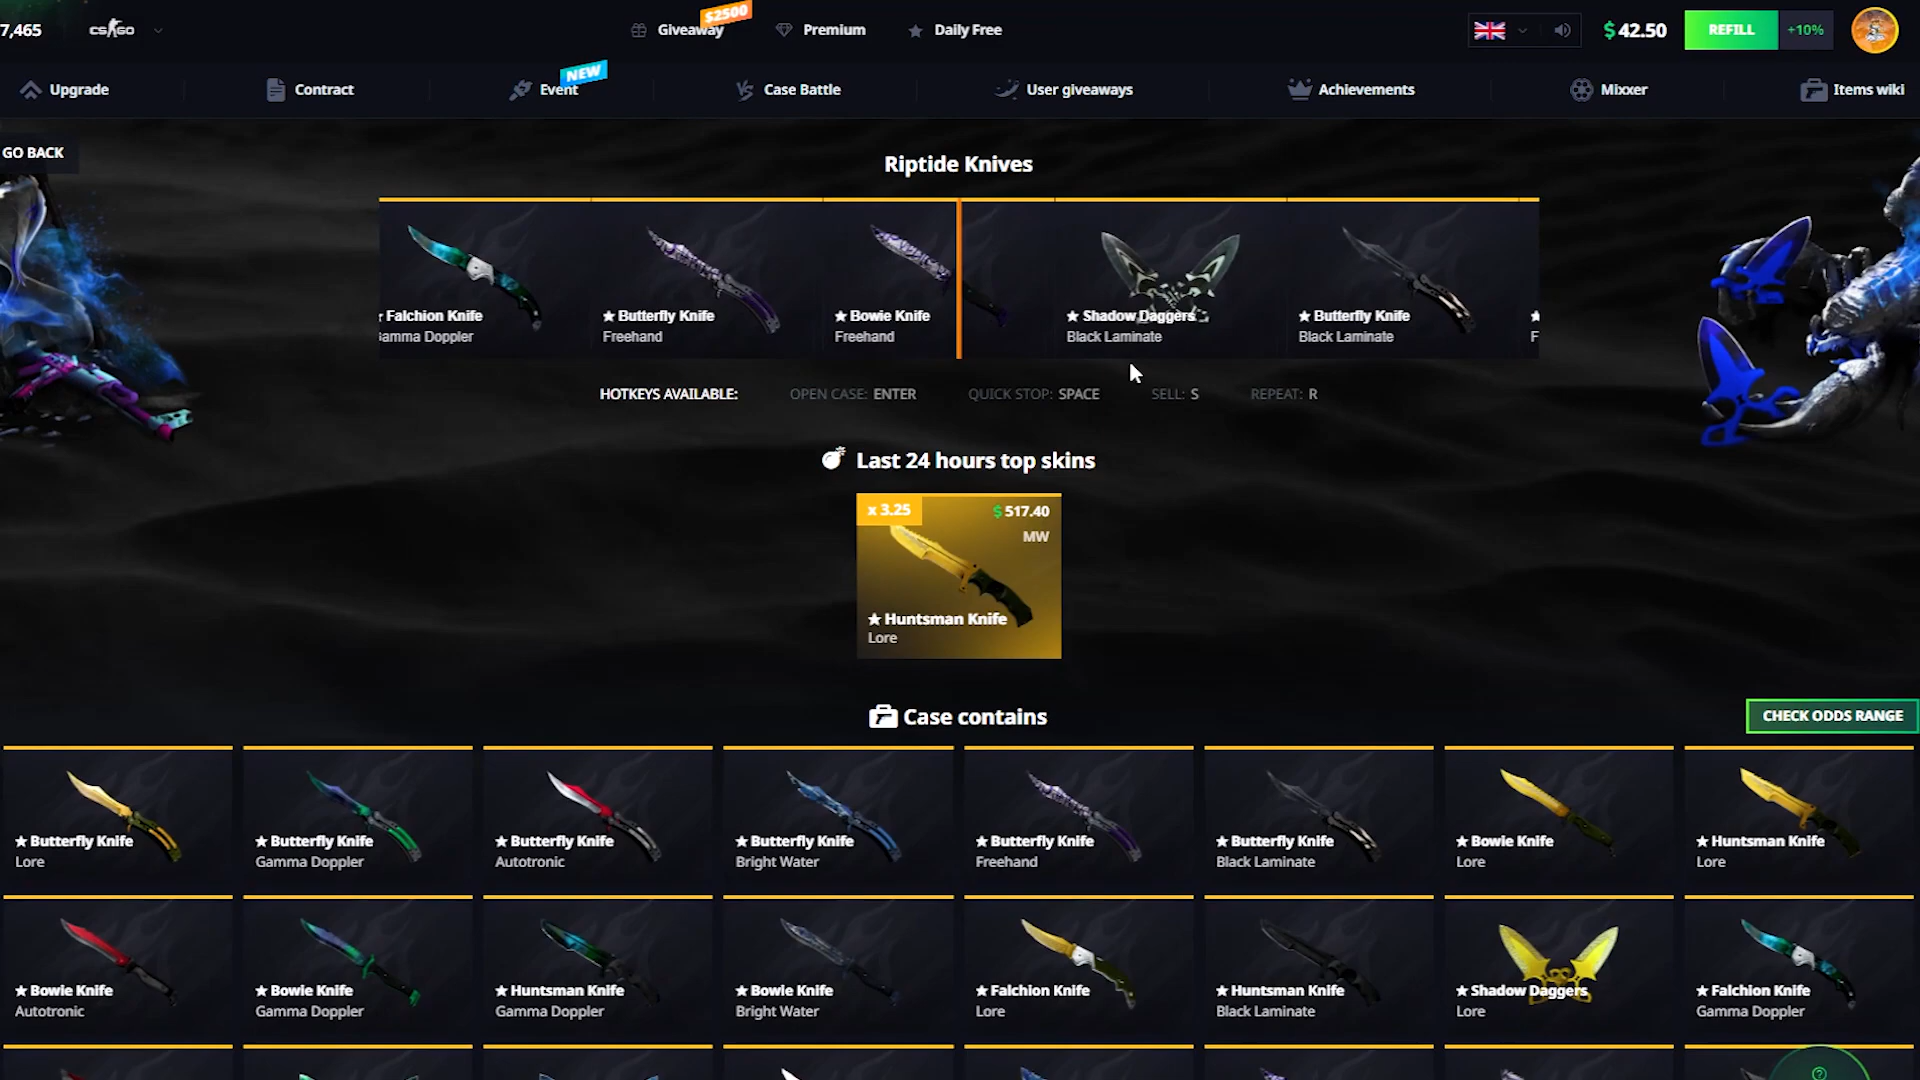 7,465
CS:GO
Giveaway
$2500
Premium
Daily Free
$ 42.50
REFILL
+10%
Upgrade
Contract
Event
NEW
Case Battle
User giveaways
Achievements
Mixxer
Items wiki
GO BACK
Riptide Knives
★ Falchion Knife
Gamma Doppler
★ Butterfly Knife
Freehand
★ Bowie Knife
Freehand
★ Shadow Daggers
Black Laminate
★ Butterfly Knife
Black Laminate
★
F
HOTKEYS AVAILABLE: OPEN CASE: ENTER QUICK STOP: SPACE SELL: S REPEAT: R
Last 24 hours top skins
x 3.25
$ 517.40
MW
★ Huntsman Knife
Lore
Case contains
CHECK ODDS RANGE
★ Butterfly Knife
Lore
★ Butterfly Knife
Gamma Doppler
★ Butterfly Knife
Autotronic
★ Butterfly Knife
Bright Water
★ Butterfly Knife
Freehand
★ Butterfly Knife
Black Laminate
★ Bowie Knife
Lore
★ Huntsman Knife
Lore
★ Bowie Knife
Autotronic
★ Bowie Knife
Gamma Doppler
★ Huntsman Knife
Gamma Doppler
★ Bowie Knife
Bright Water
★ Falchion Knife
Lore
★ Huntsman Knife
Black Laminate
★ Shadow Daggers
Lore
★ Falchion Knife
Gamma Doppler
?